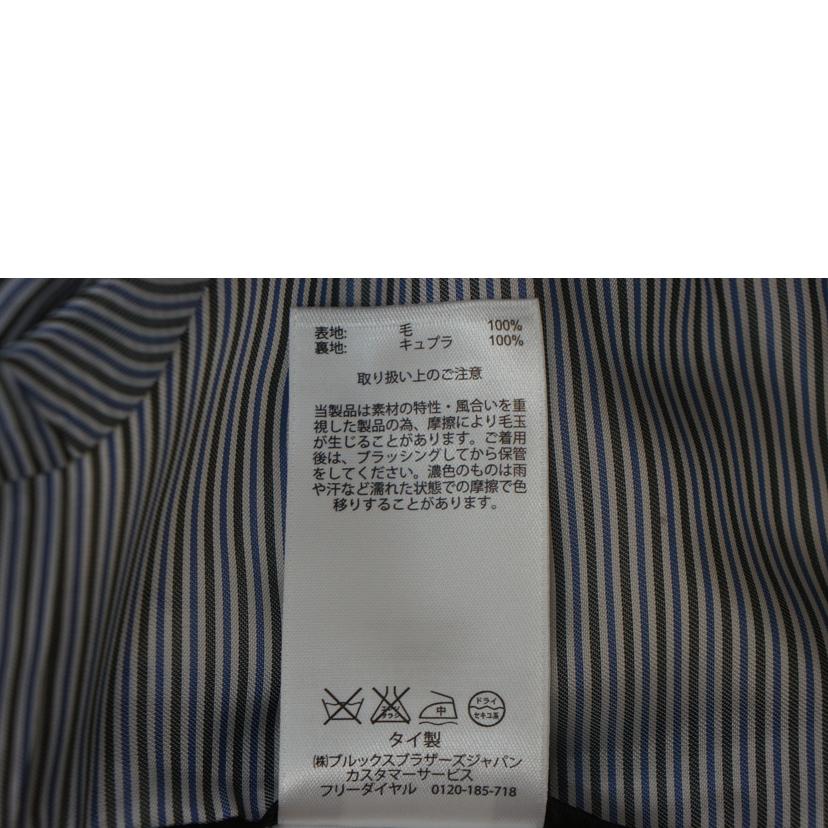 表地: 毛 100%
裏地: キュプラ 100%
取り扱い上のご注意
当製品は素材の特性・風合いを重
視した製品の為、摩擦により毛玉
が生じることがあります。ご着用
後は、ブラッシングしてから保管
をしてください。濃色のものは雨
や汗など濡れた状態での摩擦で色
移りすることがあります。
エンソ
サラシ
中
ドライ
セキユ系
タイ製
㈱ブルックスブラザーズジャパン
カスタマーサービス
フリーダイヤル 0120-185-718